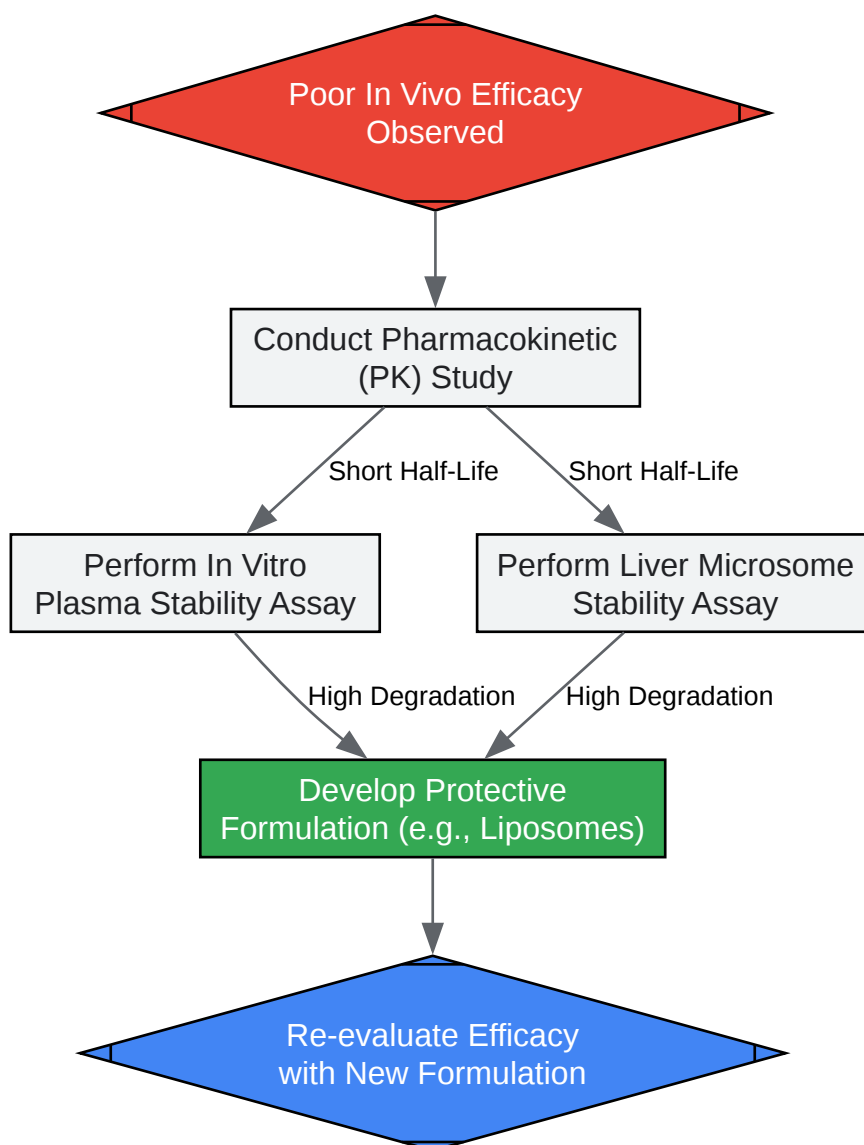 Poor In Vivo Efficacy
Observed
Conduct Pharmacokinetic
(PK) Study
Short Half-Life
Short Half-Life
Perform In Vitro
Plasma Stability Assay
Perform Liver Microsome
Stability Assay
High Degradation
High Degradation
Develop Protective
Formulation (e.g., Liposomes)
Re-evaluate Efficacy
with New Formulation